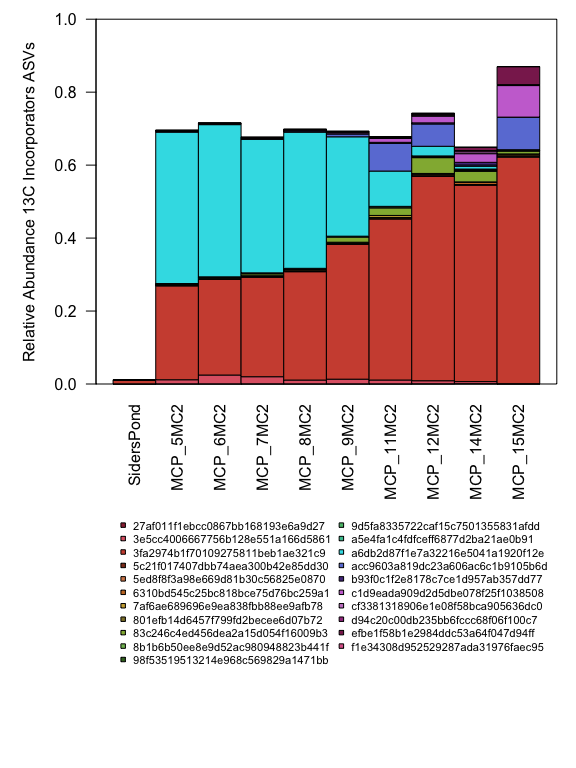 1.0
0.8
0.6
0.4
0.2
0.0
Relative Abundance 13C Incorporators ASVs
SidersPond
MCP_5MC2
MCP_6MC2
MCP_7MC2
MCP_8MC2
MCP_9MC2
MCP_11MC2
MCP_12MC2
MCP_14MC2
MCP_15MC2
27af011f1ebcc0867bb168193e6a9d27
3e5cc4006667756b128e551a166d5861
3fa2974b1f70109275811beb1ae321c9
5c21f017407dbb74aea300b42e85dd30
5ed8f8f3a98e669d81b30c56825e0870
6310bd545c25bc818bce75d76bc259a1
7af6ae689696e9ea838fbb88ee9afb78
801efb14d6457f799fd2becee6d07b72
83c246c4ed456dea2a15d054f16009b3
8b1b6b50ee8e9d52ac980948823b441f
98f53519513214e968c569829a1471bb
9d5fa8335722caf15c7501355831afdd
a5e4fa1c4fdfceff6877d2ba21ae0b91
a6db2d87f1e7a32216e5041a1920f12e
acc9603a819dc23a606ac6c1b9105b6d
b93f0c1f2e8178c7ce1d957ab357dd77
c1d9eada909d2d5dbe078f25f1038508
cf3381318906e1e08f58bca905636dc0
d94c20c00db235bb6fccc68f06f100c7
efbe1f58b1e2984ddc53a64f047d94ff
f1e34308d952529287ada31976faec95